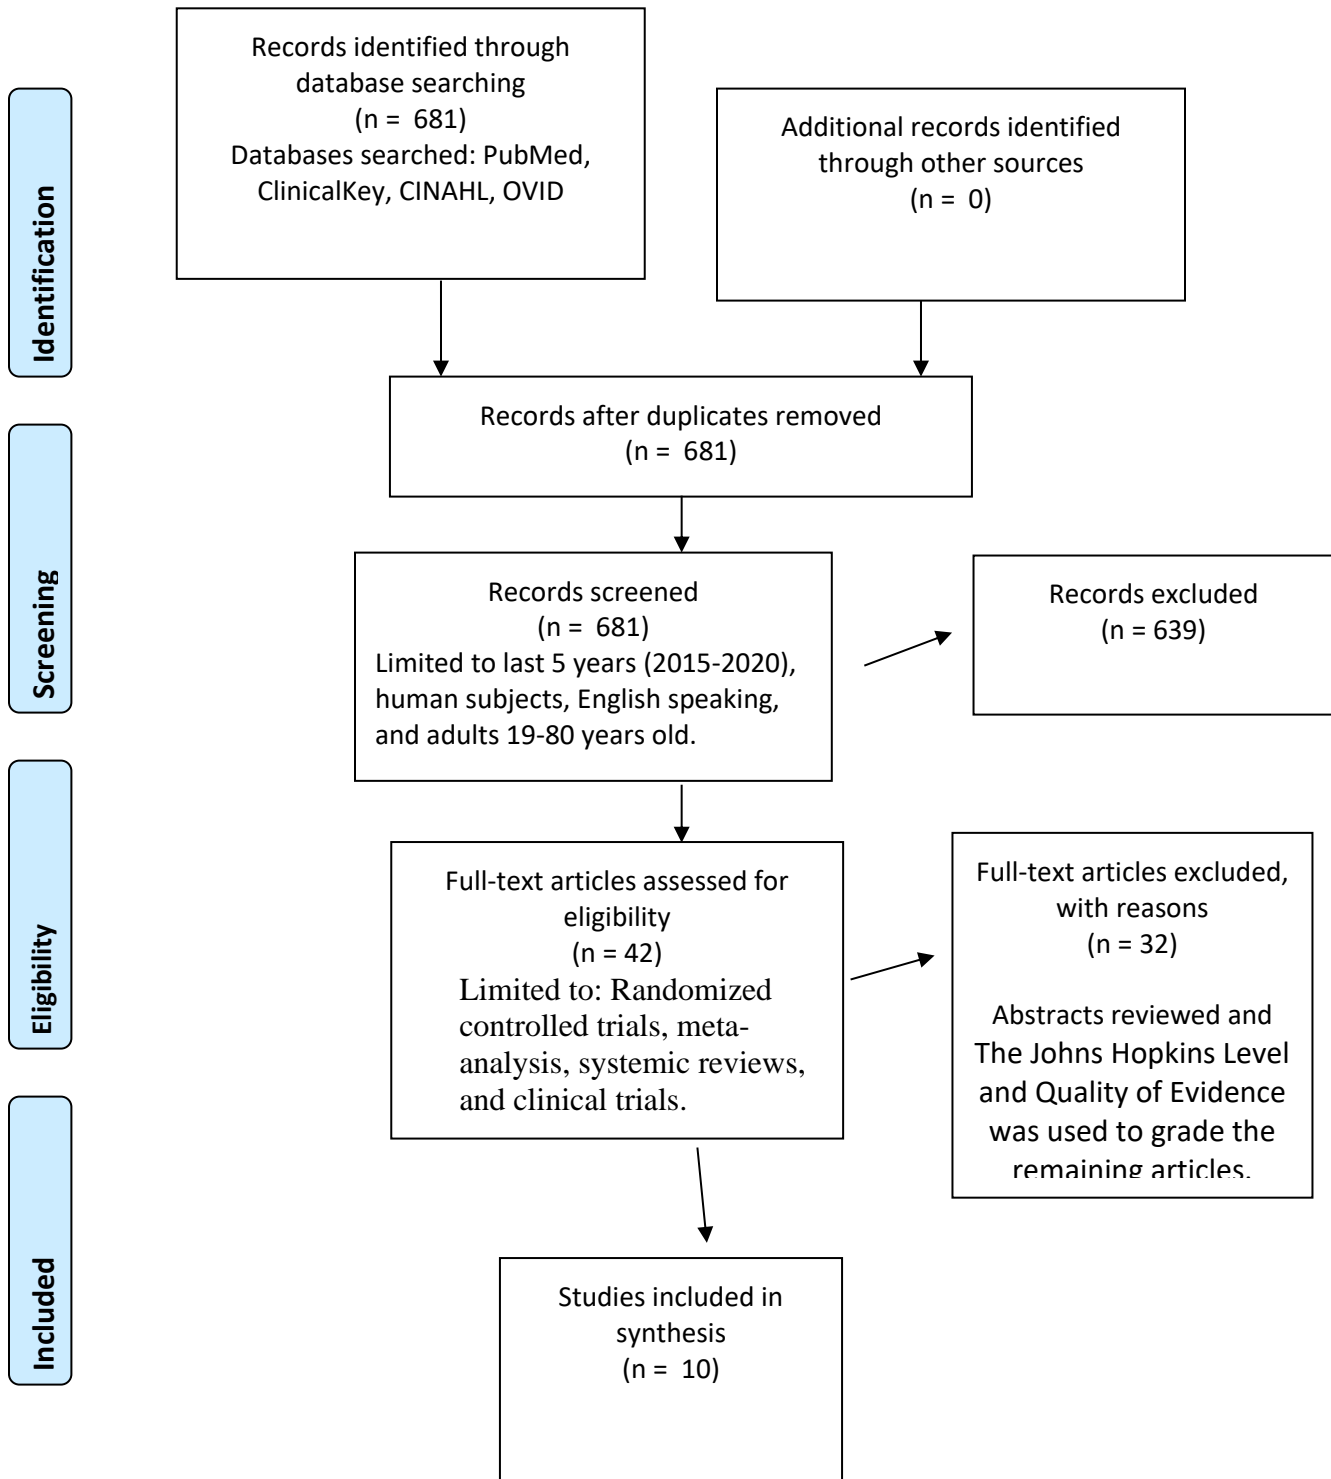 Identification
Records identified through
database searching
(n =  681)
Databases searched: PubMed,
ClinicalKey, CINAHL, OVID
Additional records identified
through other sources
(n =  0)
Records after duplicates removed
(n =  681)
Screening
Records screened
(n =  681)
Limited to last 5 years (2015-2020),
human subjects, English speaking,
and adults 19-80 years old.
Records excluded
(n = 639)
Eligibility
Full-text articles assessed for
eligibility
(n = 42)
Limited to: Randomized
controlled trials, meta-
analysis, systemic reviews,
and clinical trials.
Full-text articles excluded,
with reasons
(n = 32)
Abstracts reviewed and
The Johns Hopkins Level
and Quality of Evidence
was used to grade the
remaining articles.
Included
Studies included in
synthesis
(n =  10)